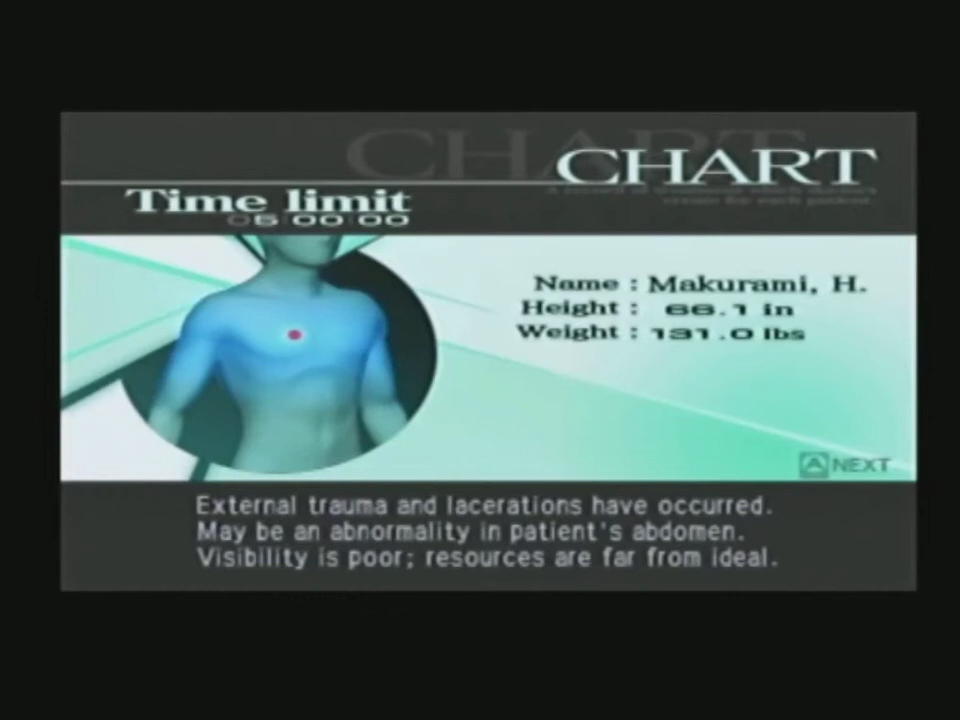 CHART
CHART
Time limit
05:00:00
Name : Makurami, H.
Height : 66.1 in
Weight : 131.0 lbs
A NEXT
External trauma and lacerations have occurred.
May be an abnormality in patient's abdomen.
Visibility is poor; resources are far from ideal.